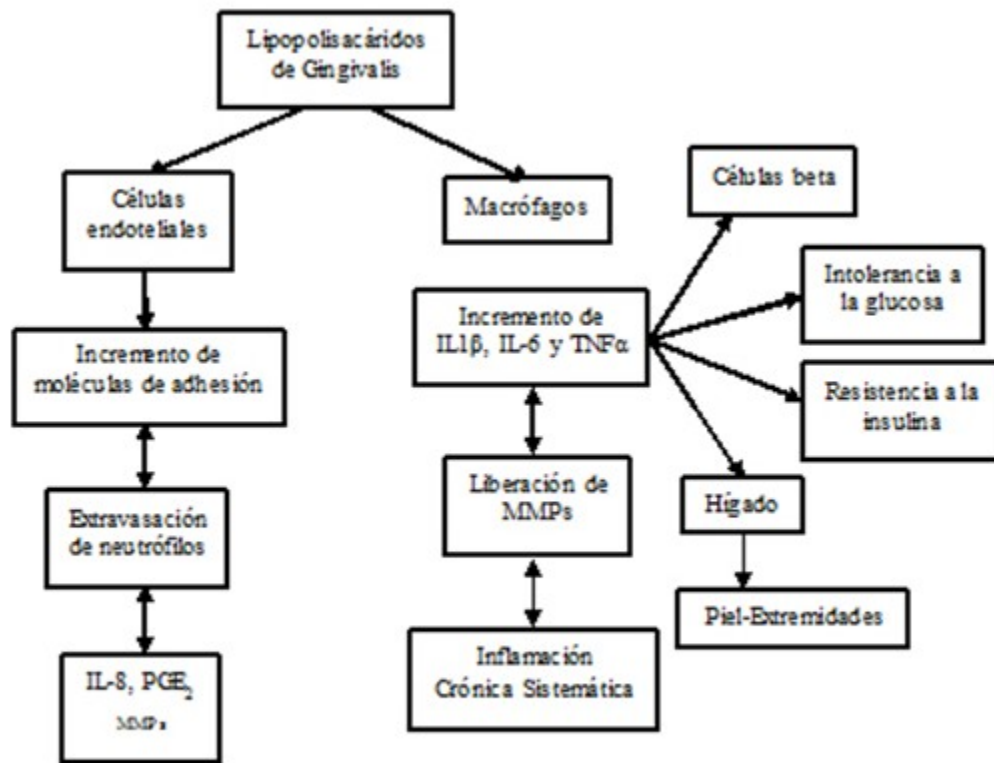 Lipopolisacáridos
de Gingivalis
Células
endoteliales
Macrófagos
Células beta
Incremento de
moléculas de adhesión
Incremento de
IL1β, IL-6 y TNFα
Intolerancia a
la glucosa
Resistencia a la
insulina
Extravasación
de neutrófilos
Liberación de
MMPs
Hígado
Piel-Extremidades
IL-8, PGE₂
MMPs
Inflamación
Crónica Sistemática